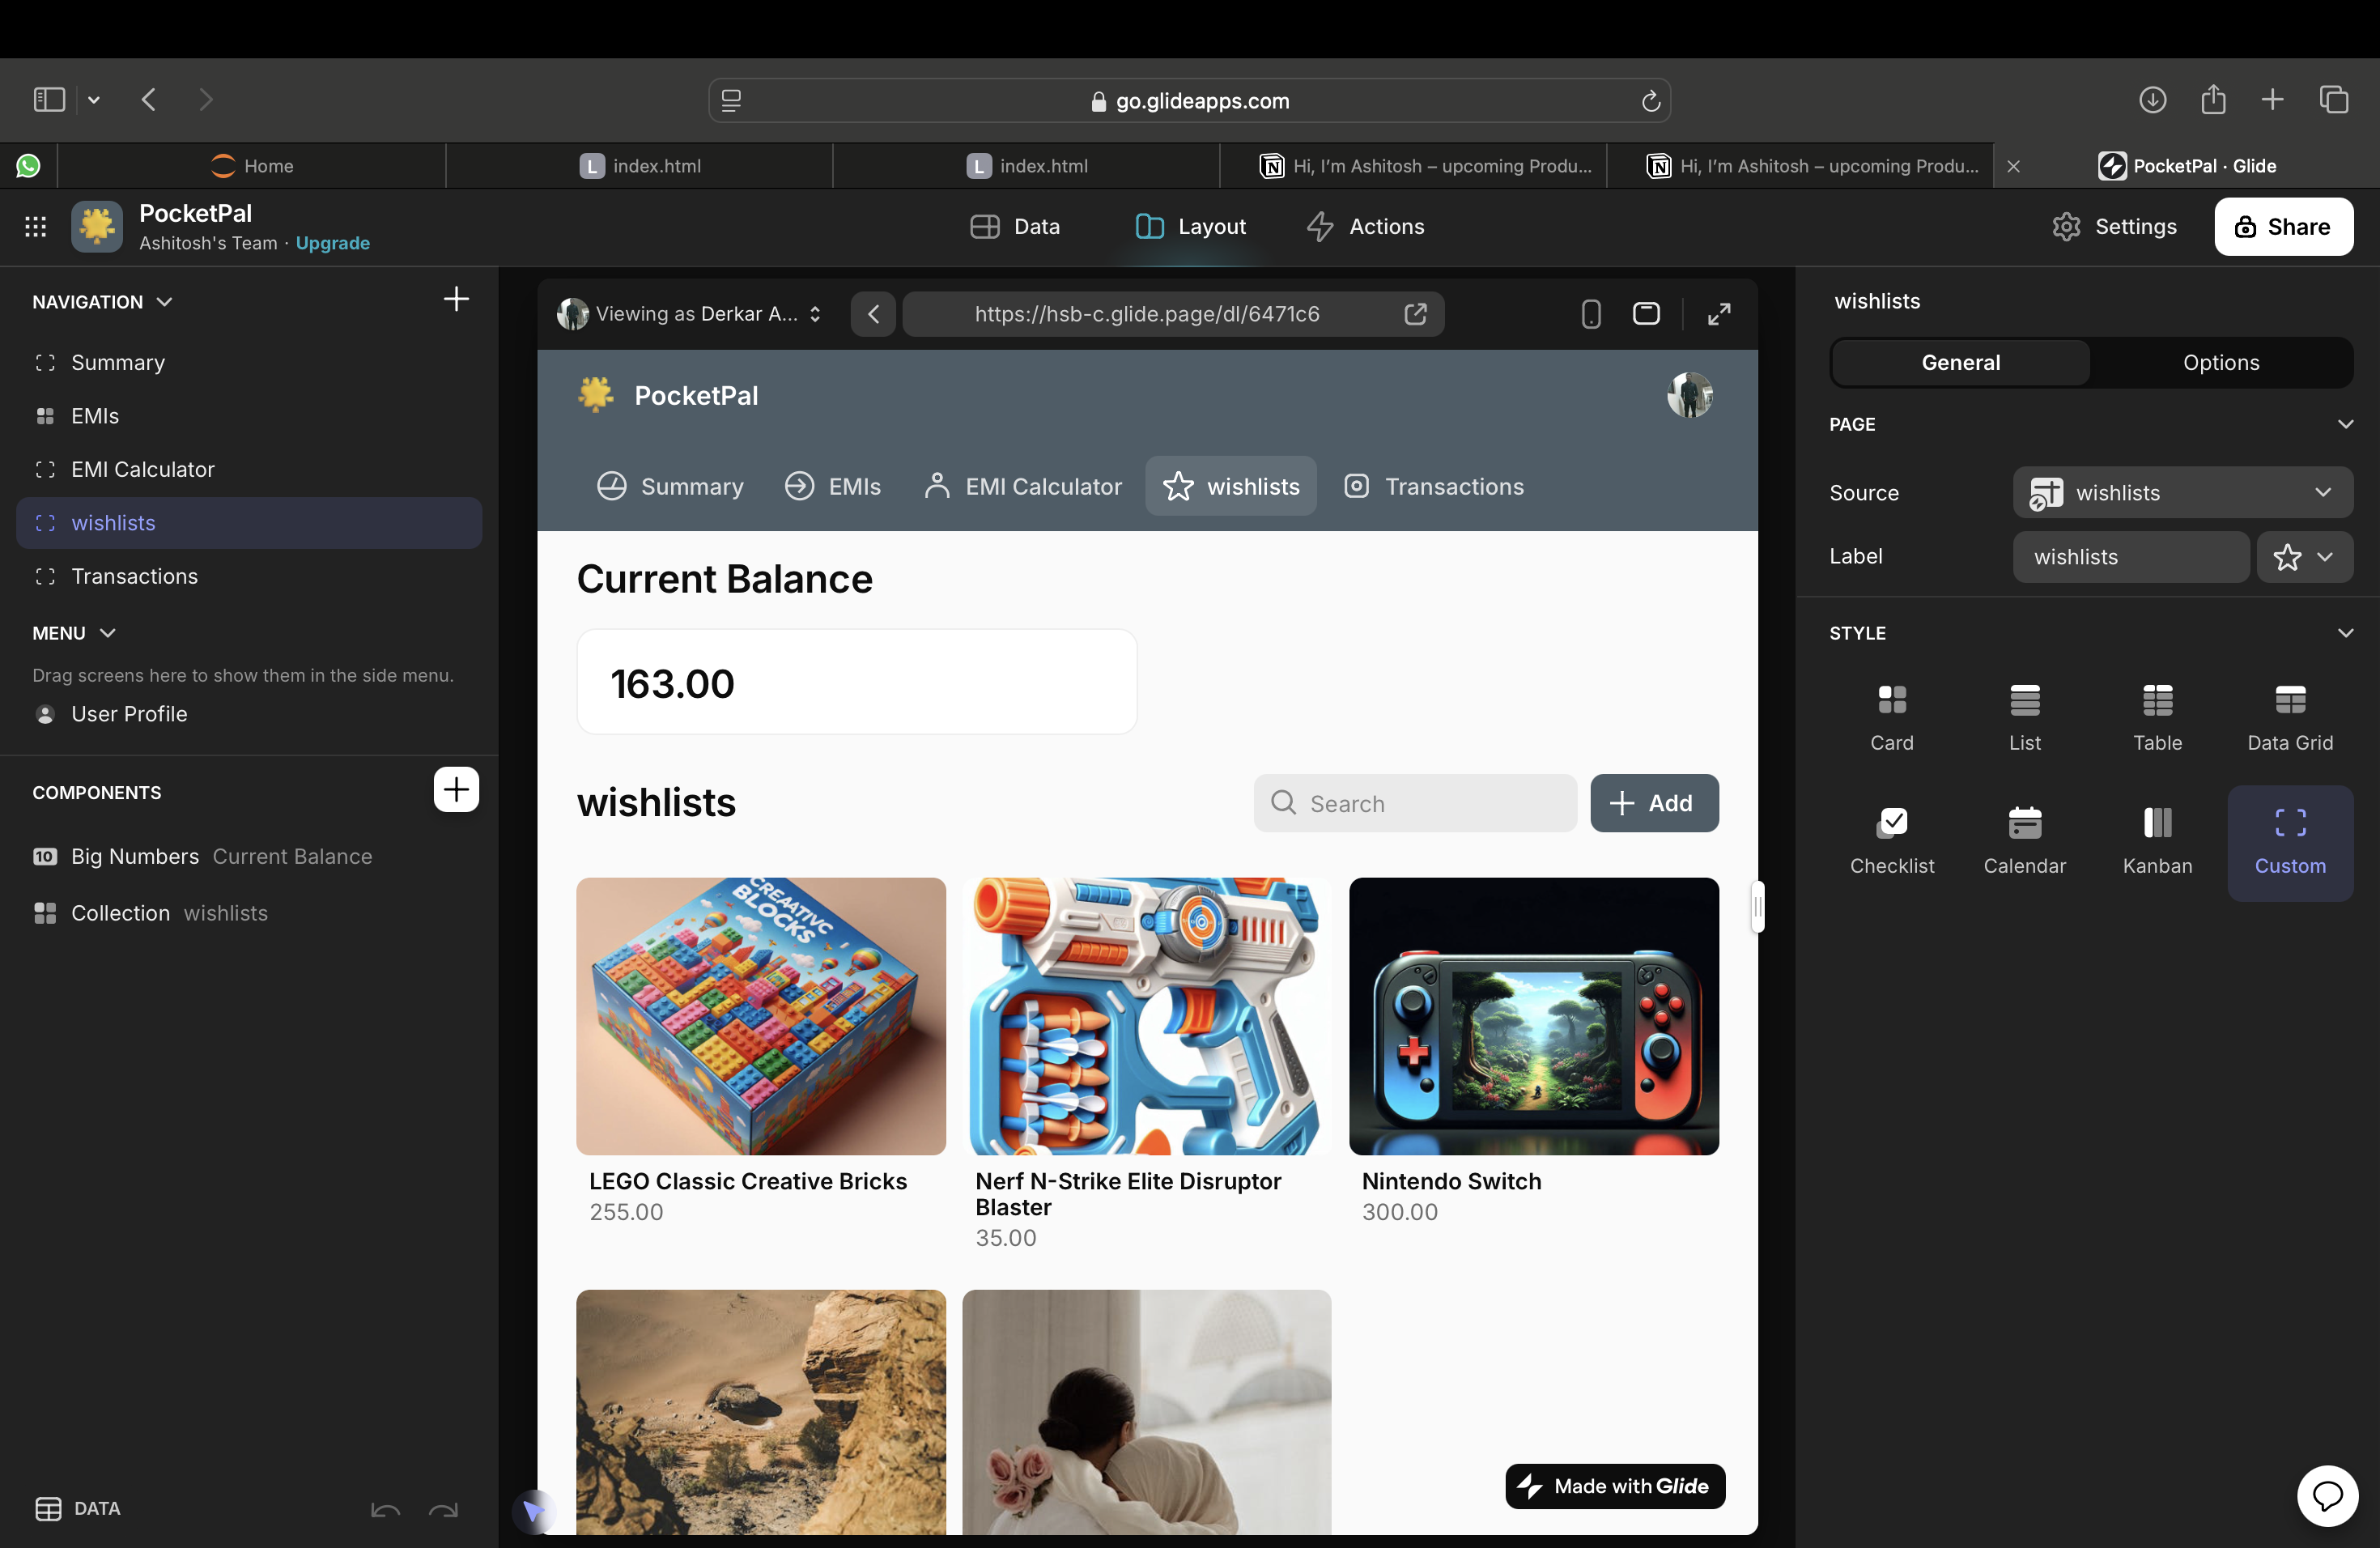 go.glideapps.com
Home
L index.html
L index.html
Hi, I'm Ashitosh – upcoming Produ...
Hi, I'm Ashitosh – upcoming Produ...
PocketPal · Glide
PocketPal
Ashitosh's Team · Upgrade
Data
Layout
Actions
Settings
Share
NAVIGATION
Summary
EMIs
EMI Calculator
wishlists
Transactions
MENU
Drag screens here to show them in the side menu.
User Profile
COMPONENTS
10 Big Numbers Current Balance
Collection wishlists
DATA
Viewing as Derkar A...
https://hsb-c.glide.page/dl/6471c6
PocketPal
Summary
EMIs
EMI Calculator
wishlists
Transactions
Current Balance
163.00
wishlists
Search
Add
CREAATIVC
BLOCKS
LEGO Classic Creative Bricks
255.00
Nerf N-Strike Elite Disruptor
Blaster
35.00
Nintendo Switch
300.00
Made with Glide
wishlists
General
Options
PAGE
Source
wishlists
Label
wishlists
STYLE
Card
List
Table
Data Grid
Checklist
Calendar
Kanban
Custom